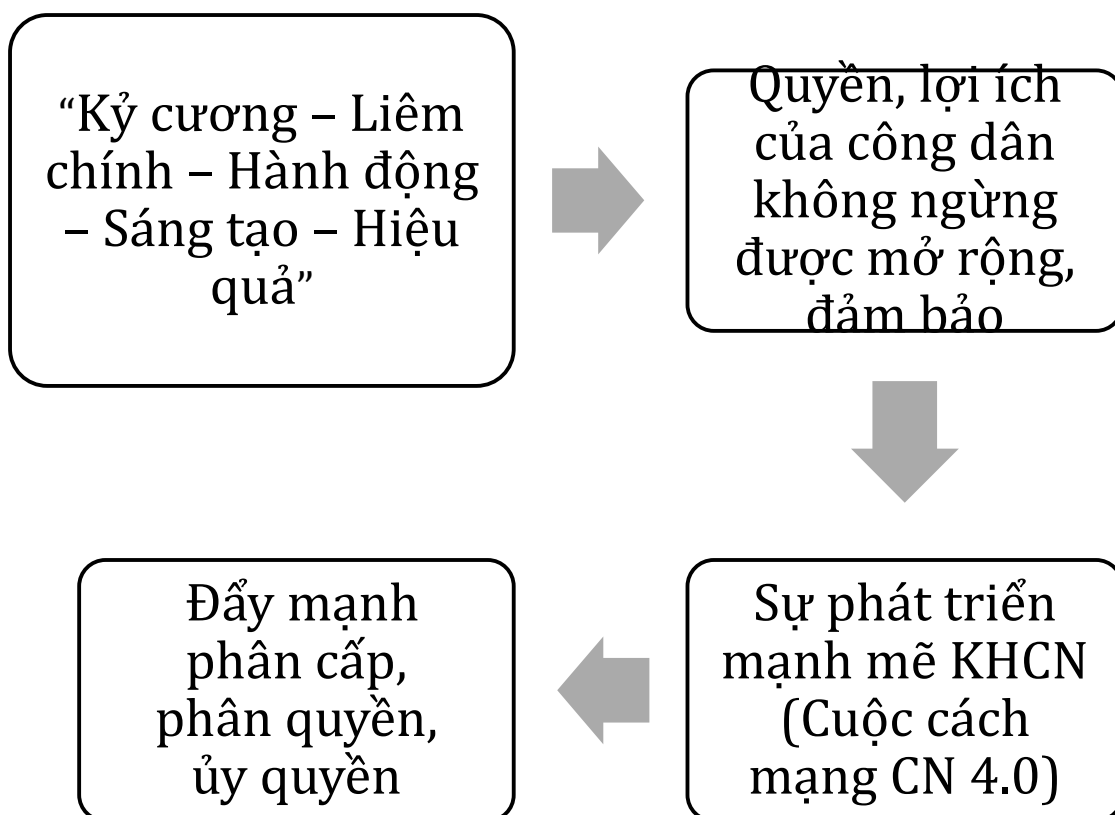 “Kỷ cương – Liêm
chính – Hành động
– Sáng tạo – Hiệu
quả”
Quyền, lợi ích
của công dân
không ngừng
được mở rộng,
đảm bảo
Sự phát triển
mạnh mẽ KHCN
(Cuộc cách
mạng CN 4.0)
Đẩy mạnh
phân cấp,
phân quyền,
ủy quyền